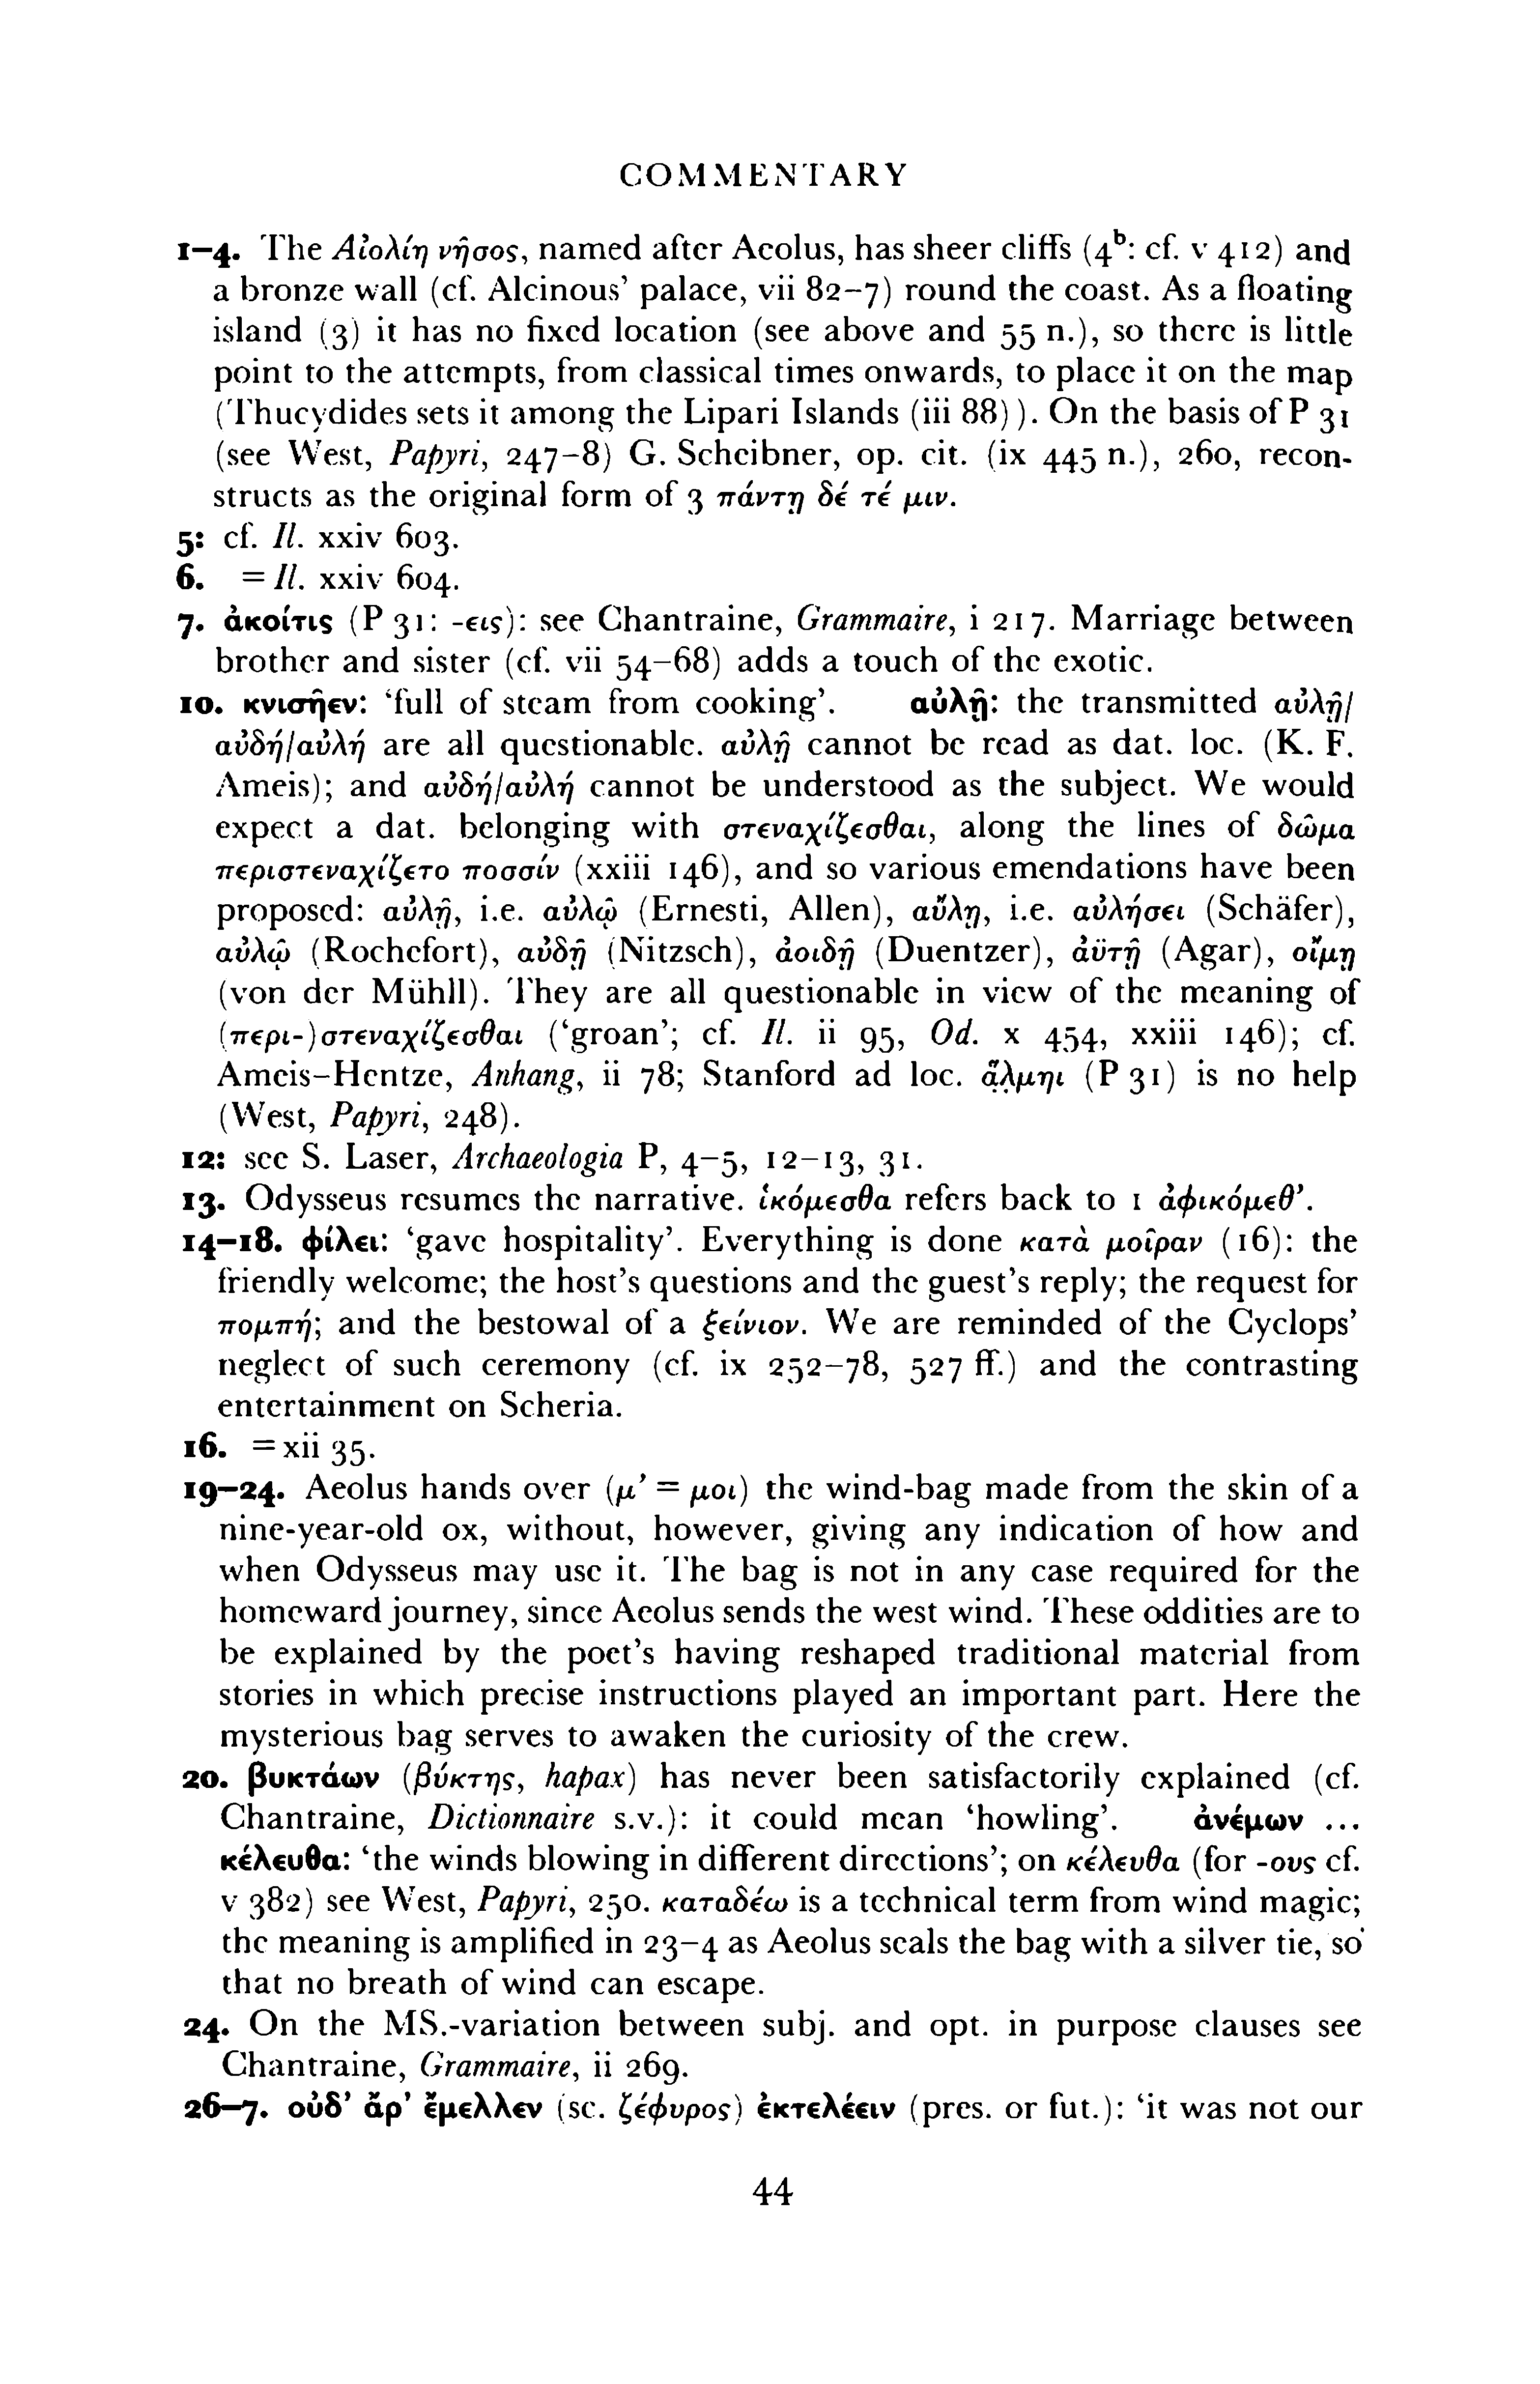 COMMENTARY
1–4. The Αἰολίη νῆσος, named after Aeolus, has sheer cliffs (4ᵇ: cf. v 412) and
a bronze wall (cf. Alcinous’ palace, vii 82–7) round the coast. As a floating
island (3) it has no fixed location (see above and 55 n.), so there is little
point to the attempts, from classical times onwards, to place it on the map
(Thucydides sets it among the Lipari Islands (iii 88)). On the basis of P 31
(see West, Papyri, 247–8) G. Scheibner, op. cit. (ix 445 n.), 260, recon-
structs as the original form of 3 πάντῃ δέ τέ μιν.
5: cf. Il. xxiv 603.
6. = Il. xxiv 604.
7. ἀκοίτις (P 31: -εις): see Chantraine, Grammaire, i 217. Marriage between
brother and sister (cf. vii 54–68) adds a touch of the exotic.
10. κνισῆεν: ‘full of steam from cooking’. αὐλῇ: the transmitted αὐλῇ/
αὐδή/αὐλή are all questionable. αὐλῇ cannot be read as dat. loc. (K. F.
Ameis); and αὐδή/αὐλή cannot be understood as the subject. We would
expect a dat. belonging with στεναχίζεσθαι, along the lines of δῶμα
περιστεναχίζετο ποσσίν (xxiii 146), and so various emendations have been
proposed: αὐλῇ, i.e. αὐλῷ (Ernesti, Allen), αὔλῃ, i.e. αὐλήσει (Schäfer),
αὐλῷ (Rochefort), αὐδῇ (Nitzsch), ἀοιδῇ (Duentzer), ἀϋτῇ (Agar), οἴμῃ
(von der Mühll). They are all questionable in view of the meaning of
(περι-)στεναχίζεσθαι (‘groan’; cf. Il. ii 95, Od. x 454, xxiii 146); cf.
Ameis–Hentze, Anhang, ii 78; Stanford ad loc. ạ̈λ̣μηι (P 31) is no help
(West, Papyri, 248).
12: see S. Laser, Archaeologia P, 4–5, 12–13, 31.
13. Odysseus resumes the narrative. ἱκόμεσθα refers back to 1 ἀφικόμεθ’.
14–18. φίλει: ‘gave hospitality’. Everything is done κατὰ μοῖραν (16): the
friendly welcome; the host’s questions and the guest’s reply; the request for
πομπή; and the bestowal of a ξείνιον. We are reminded of the Cyclops’
neglect of such ceremony (cf. ix 252–78, 527 ff.) and the contrasting
entertainment on Scheria.
16. = xii 35.
19–24. Aeolus hands over (μ’ = μοι) the wind-bag made from the skin of a
nine-year-old ox, without, however, giving any indication of how and
when Odysseus may use it. The bag is not in any case required for the
homeward journey, since Aeolus sends the west wind. These oddities are to
be explained by the poet’s having reshaped traditional material from
stories in which precise instructions played an important part. Here the
mysterious bag serves to awaken the curiosity of the crew.
20. βυκτάων (βύκτης, hapax) has never been satisfactorily explained (cf.
Chantraine, Dictionnaire s.v.): it could mean ‘howling’. ἀνέμων ...
κέλευθα: ‘the winds blowing in different directions’; on κέλευθα (for -ους cf.
v 382) see West, Papyri, 250. καταδέω is a technical term from wind magic;
the meaning is amplified in 23–4 as Aeolus seals the bag with a silver tie, so
that no breath of wind can escape.
24. On the MS.-variation between subj. and opt. in purpose clauses see
Chantraine, Grammaire, ii 269.
26–7. οὐδ’ ἄρ’ ἔμελλεν (sc. ζέφυρος) ἐκτελέειν (pres. or fut.): ‘it was not our
44